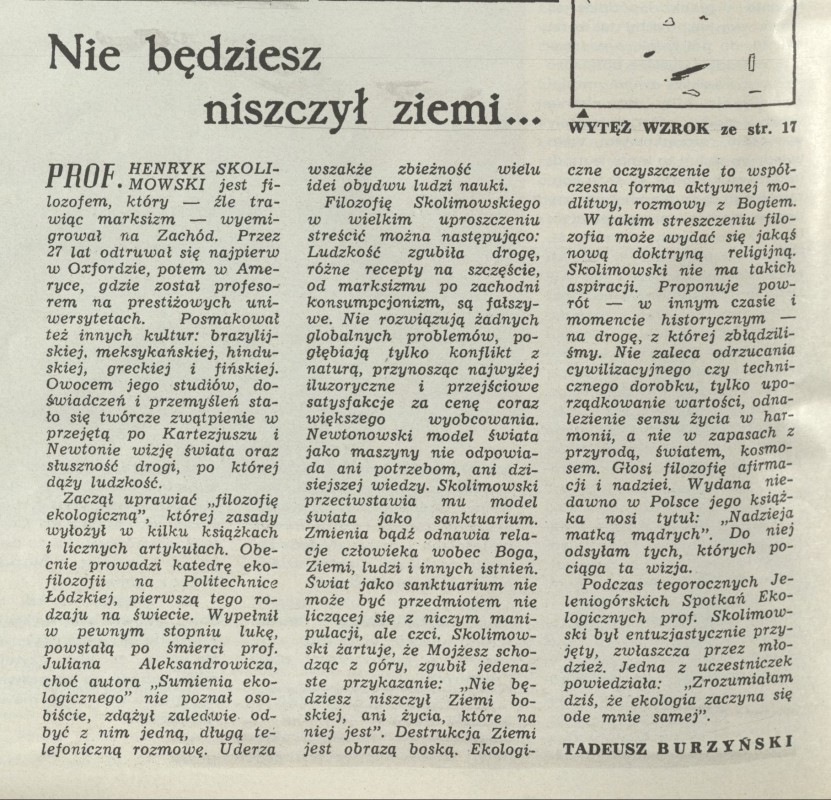 Nie będziesz
niszczył ziemi...
WYTĘŻ WZROK ze str. 17
PROF. HENRYK SKOLI-
MOWSKI jest fi-
lozofem, który — źle tra-
wiąc marksizm — wyemi-
grował na Zachód. Przez
27 lat odtruwał się najpierw
w Oxfordzie, potem w Ame-
ryce, gdzie został profeso-
rem na prestiżowych uni-
wersytetach. Posmakował
też innych kultur: brazylij-
skiej, meksykańskiej, hindu-
skiej, greckiej i fińskiej.
Owocem jego studiów, do-
świadczeń i przemyśleń sta-
ło się twórcze zwątpienie w
przejętą po Kartezjuszu i
Newtonie wizję świata oraz
słuszność drogi, po której
dąży ludzkość.
Zaczął uprawiać „filozofię
ekologiczną”, której zasady
wyłożył w kilku książkach
i licznych artykułach. Obe-
cnie prowadzi katedrę eko-
filozofii na Politechnice
Łódzkiej, pierwszą tego ro-
dzaju na świecie. Wypełnił
w pewnym stopniu lukę,
powstałą po śmierci prof.
Juliana Aleksandrowicza,
choć autora „Sumienia eko-
logicznego” nie poznał oso-
biście, zdążył zaledwie od-
być z nim jedną, długą te-
lefoniczną rozmowę. Uderza
wszakże zbieżność wielu
idei obydwu ludzi nauki.
Filozofię Skolimowskiego
w wielkim uproszczeniu
streścić można następująco:
Ludzkość zgubiła drogę,
różne recepty na szczęście,
od marksizmu po zachodni
konsumpcjonizm, są fałszy-
we. Nie rozwiązują żadnych
globalnych problemów, po-
głębiają tylko konflikt z
naturą, przynosząc najwyżej
iluzoryczne i przejściowe
satysfakcje za cenę coraz
większego wyobcowania.
Newtonowski model świata
jako maszyny nie odpowia-
da ani potrzebom, ani dzi-
siejszej wiedzy. Skolimowski
przeciwstawia mu model
świata jako sanktuarium.
Zmienia bądź odnawia rela-
cje człowieka wobec Boga,
Ziemi, ludzi i innych istnień.
Świat jako sanktuarium nie
może być przedmiotem nie
liczącej się z niczym mani-
pulacji, ale czci. Skolimow-
ski żartuje, że Mojżesz scho-
dząc z góry, zgubił jedena-
ste przykazanie: „Nie bę-
dziesz niszczył Ziemi bo-
skiej, ani życia, które na
niej jest”. Destrukcja Ziemi
jest obrazą boską. Ekologi-
czne oczyszczenie to współ-
czesna forma aktywnej mo-
dlitwy, rozmowy z Bogiem.
W takim streszczeniu filo-
zofia może wydać się jakąś
nową doktryną religijną.
Skolimowski nie ma takich
aspiracji. Proponuje pow-
rót — w innym czasie i
momencie historycznym —
na drogę, z której zbłądzili-
śmy. Nie zaleca odrzucania
cywilizacyjnego czy techni-
cznego dorobku, tylko upo-
rządkowanie wartości, odna-
lezienie sensu życia w har-
monii, a nie w zapasach z
przyrodą, światem, kosmo-
sem. Głosi filozofię afirma-
cji i nadziei. Wydana nie-
dawno w Polsce jego książ-
ka nosi tytuł: „Nadzieja
matką mądrych”. Do niej
odsyłam tych, których po-
ciąga ta wizja.
Podczas tegorocznych Je-
leniogórskich Spotkań Eko-
logicznych prof. Skolimow-
ski był entuzjastycznie przy-
jęty, zwłaszcza przez mło-
dzież. Jedna z uczestniczek
powiedziała: „Zrozumiałam
dziś, że ekologia zaczyna się
ode mnie samej”.
TADEUSZ BURZYŃSKI